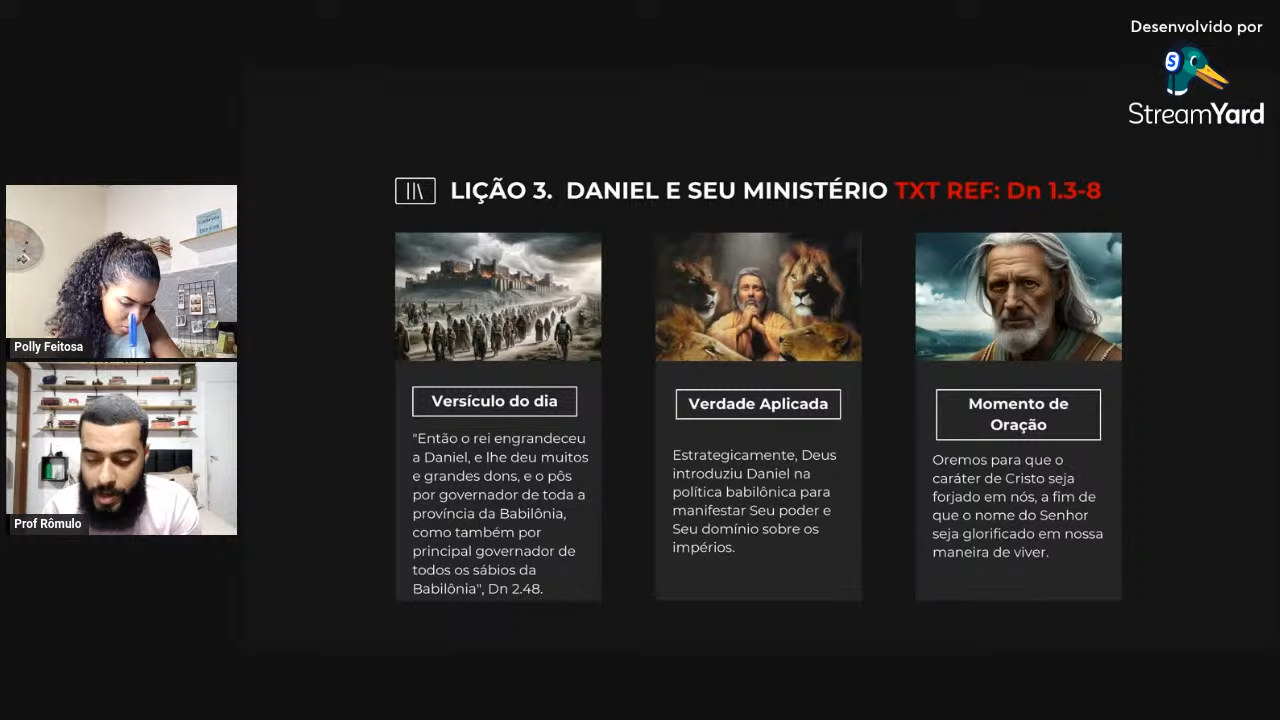 Desenvolvido por
StreamYard
LIÇÃO 3. DANIEL E SEU MINISTÉRIO TXT REF: Dn 1.3-8
Polly Feitosa
Prof Rômulo
Versículo do dia
"Então o rei engrandeceu
a Daniel, e lhe deu muitos
e grandes dons, e o pôs
por governador de toda a
província da Babilônia,
como também por
principal governador de
todos os sábios da
Babilônia", Dn 2.48.
Verdade Aplicada
Estrategicamente, Deus
introduziu Daniel na
política babilônica para
manifestar Seu poder e
Seu domínio sobre os
impérios.
Momento de
Oração
Oremos para que o
caráter de Cristo seja
forjado em nós, a fim de
que o nome do Senhor
seja glorificado em nossa
maneira de viver.